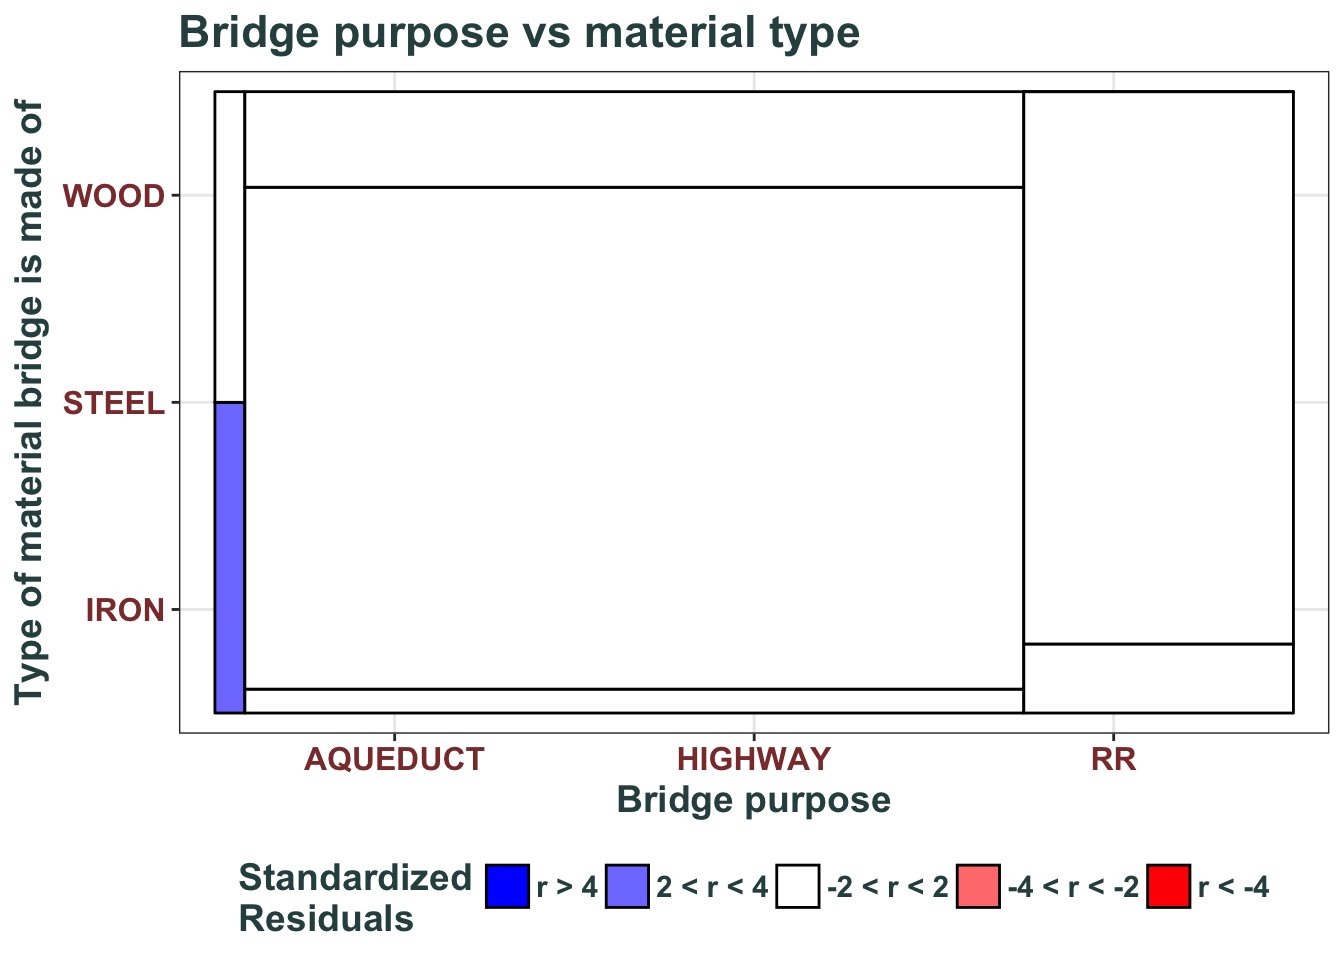 Bridge purpose vs material type
Type of material bridge is made of
WOOD
STEEL
IRON
AQUEDUCT
HIGHWAY
RR
Bridge purpose
Standardized
Residuals
r > 4
2 < r < 4
-2 < r < 2
-4 < r < -2
r < -4